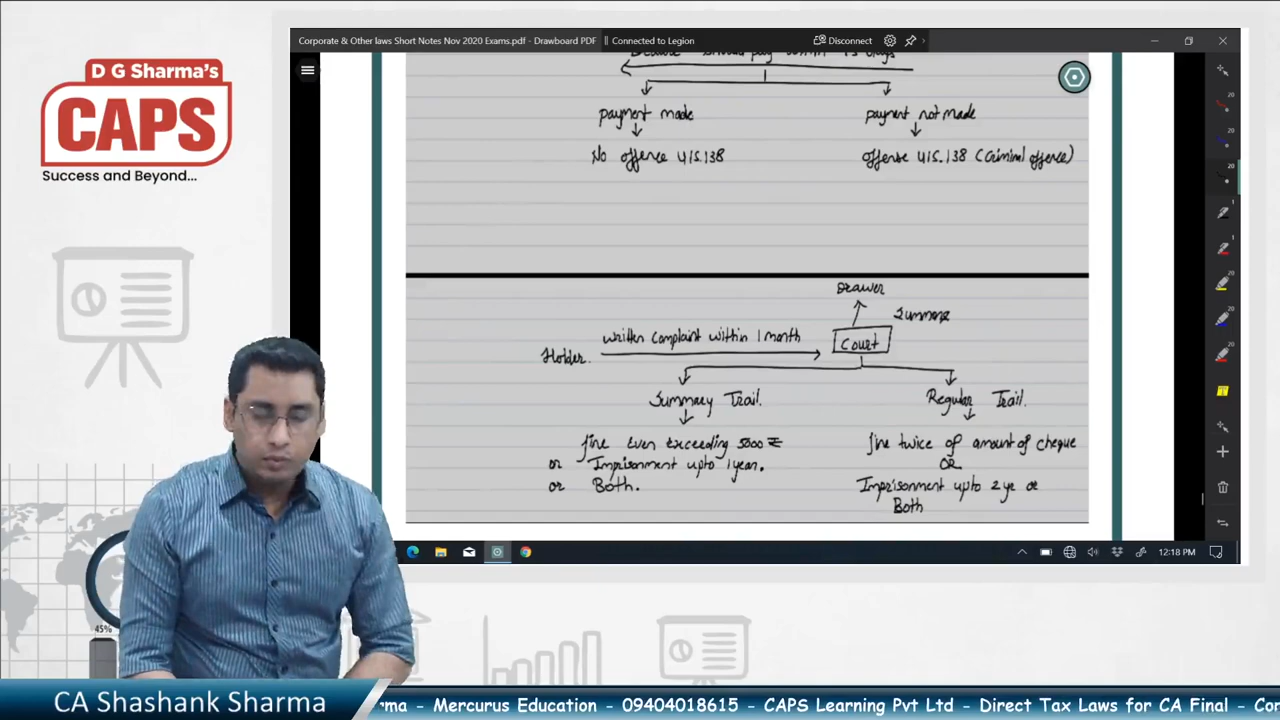 D G Sharma's
CAPS
Success and Beyond...
Corporate & Other laws Short Notes Nov 2020 Exams.pdf - Drawboard PDF
Connected to Legion
Disconnect
payment made
payment not made
No offence u/s.138
offense u/s.138 (Criminal offence)
Drawer
Summons
Holder.
written Complaint within 1 month
Court
Summary Trail.
Regular Trail.
fine Even exceeding 5000 ₹
or Imprisonment upto 1 year.
or Both.
fine twice of amount of cheque
OR
Imprisonment upto 2 yr or
Both
12:18 PM
45%
CA Shashank Sharma
rma - Mercurus Education - 09404018615 - CAPS Learning Pvt Ltd - Direct Tax Laws for CA Final - Co